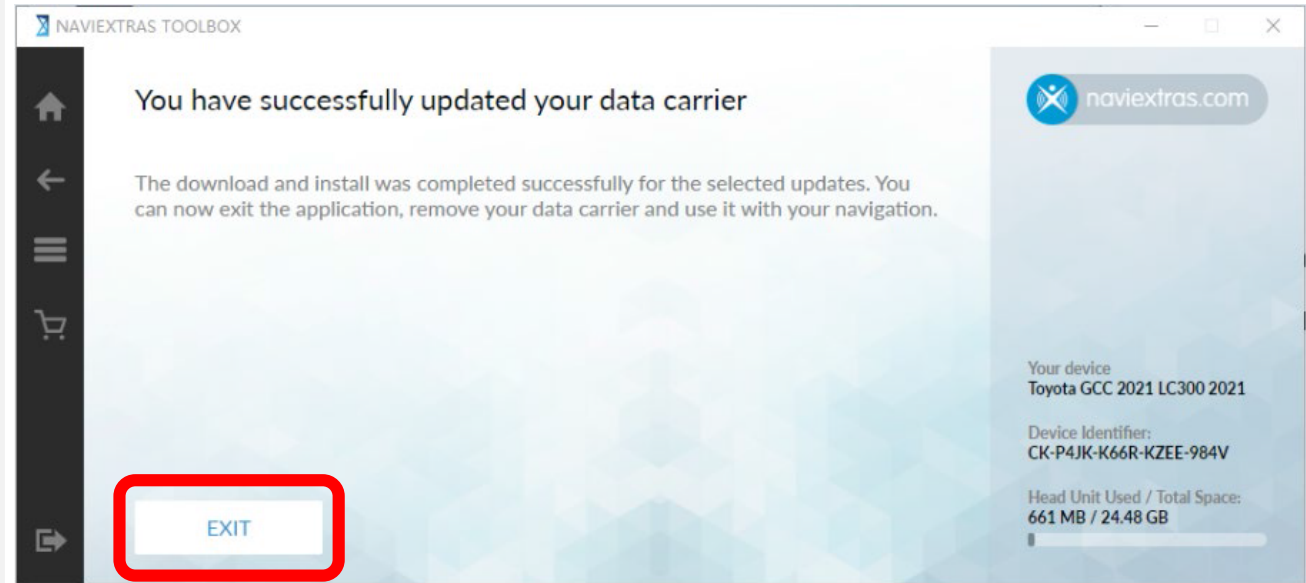 NAVIEXTRAS TOOLBOX
You have successfully updated your data carrier
naviextras.com
The download and install was completed successfully for the selected updates. You
can now exit the application, remove your data carrier and use it with your navigation.
Your device
Toyota GCC 2021 LC300 2021
Device Identifier:
CK-P4JK-K66R-KZEE-984V
Head Unit Used / Total Space:
661 MB / 24.48 GB
EXIT